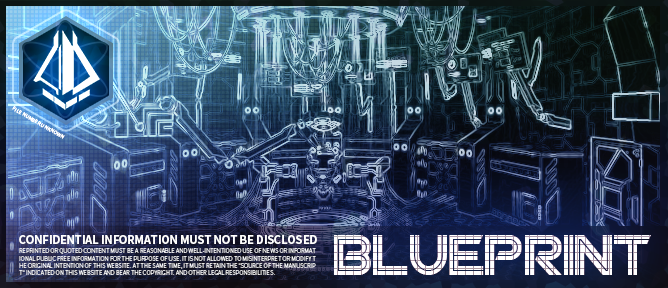 FILE NUMBER: UNKNOWN
CONFIDENTIAL INFORMATION MUST NOT BE DISCLOSED
REPRINTED OR QUOTED CONTENT MUST BE A REASONABLE AND WELL-INTENTIONED USE OF NEWS OR INFORMAT
IONAL PUBLIC FREE INFORMATION FOR THE PURPOSE OF USE. IT IS NOT ALLOWED TO MISINTERPRET OR MODIFY T
HE ORIGINAL INTENTION OF THIS WEBSITE. AT THE SAME TIME, IT MUST RETAIN THE "SOURCE OF THE MANUSCRIP
T" INDICATED ON THIS WEBSITE AND BEAR THE COPYRIGHT. AND OTHER LEGAL RESPONSIBILITIES.
BLUEPRINT